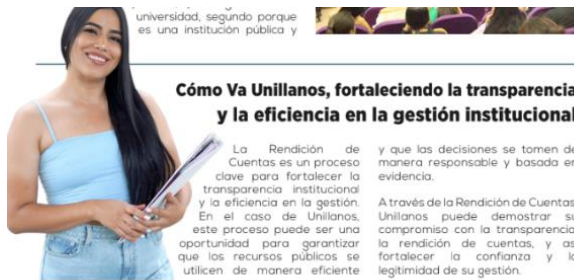 universidad, segundo porque
es una institución pública y
Cómo Va Unillanos, fortaleciendo la transparencia
y la eficiencia en la gestión institucional
La Rendición de
Cuentas es un proceso
clave para fortalecer la
transparencia institucional
y la eficiencia en la gestión.
En el caso de Unillanos,
este proceso puede ser una
oportunidad para garantizar
que los recursos públicos se
utilicen de manera eficiente
y que las decisiones se tomen de
manera responsable y basada en
evidencia.
A través de la Rendición de Cuentas
Unillanos puede demostrar su
compromiso con la transparencia
la rendición de cuentas, y as
fortalecer la confianza y la
legitimidad de su gestión.